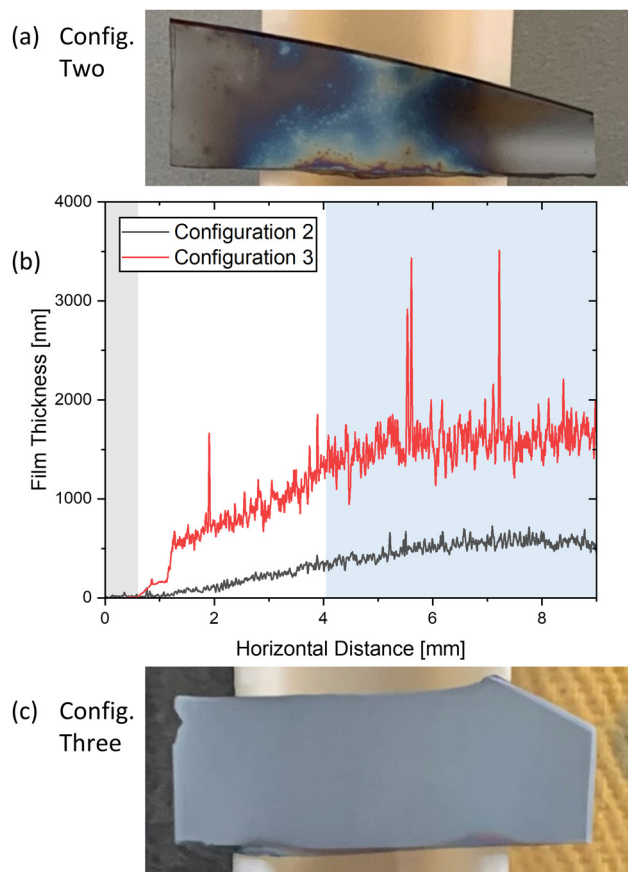 (a) Config.
Two
4000
Configuration 2
Configuration 3
(b)
3000
2000
1000
0
Film Thickness [nm]
0 2 4 6 8
Horizontal Distance [mm]
(c) Config.
Three